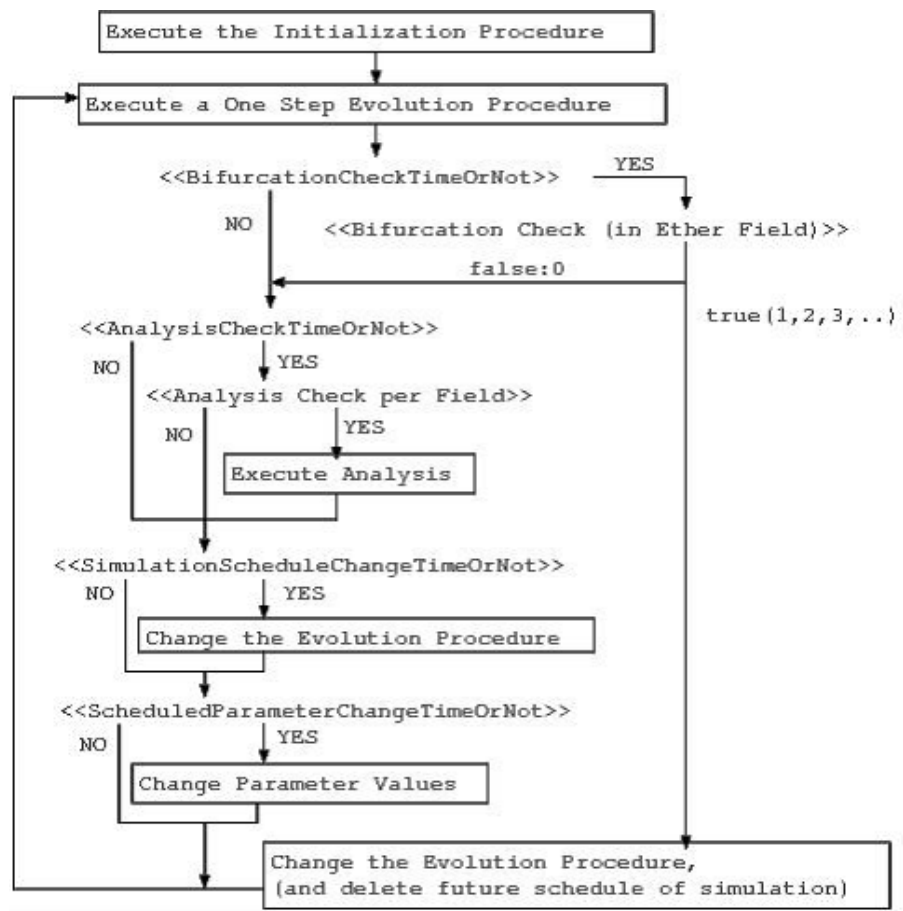 Execute the Initialization Procedure
Execute a One Step Evolution Procedure
<<BifurcationCheckTimeOrNot>>
YES
NO
<<Bifurcation Check (in Ether Field)>>
false:0
true(1,2,3,..)
<<AnalysisCheckTimeOrNot>>
NO
YES
<<Analysis Check per Field>>
NO
YES
Execute Analysis
<<SimulationScheduleChangeTimeOrNot>>
NO
YES
Change the Evolution Procedure
<<ScheduledParameterChangeTimeOrNot>>
NO
YES
Change Parameter Values
Change the Evolution Procedure,
(and delete future schedule of simulation)